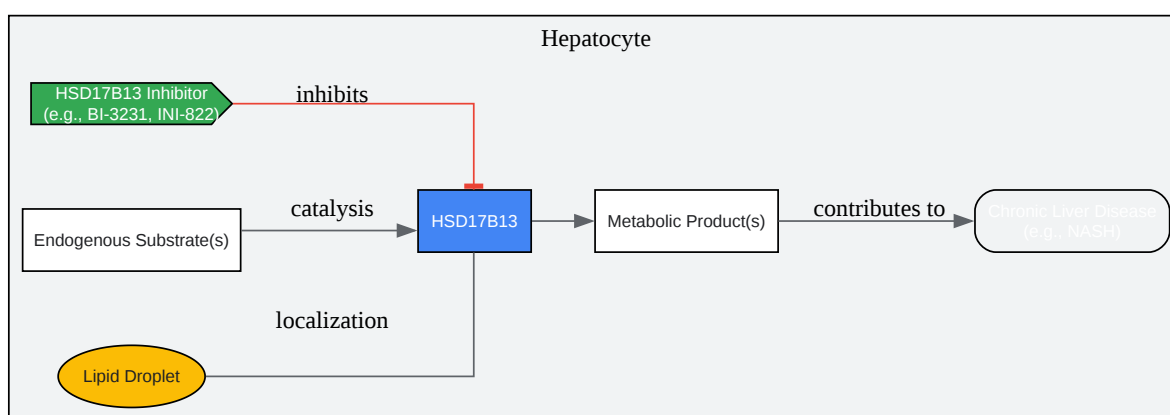 Hepatocyte
HSD17B13 Inhibitor
(e.g., BI-3231, INI-822)
inhibits
Endogenous Substrate(s)
catalysis
HSD17B13
Metabolic Product(s)
contributes to
Chronic Liver Disease
(e.g., NASH)
localization
Lipid Droplet